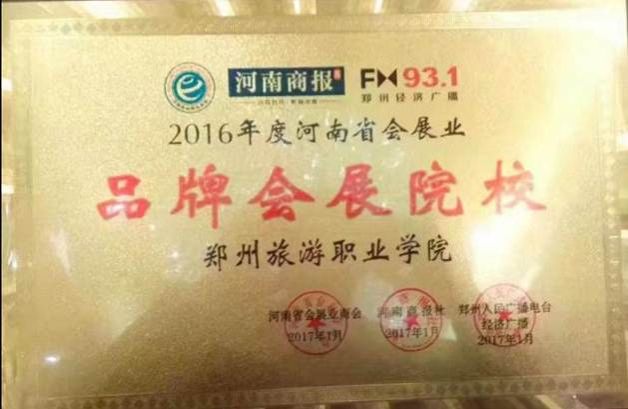 河南商报
FM93.1
郑州经济广播
2016年度河南省会展业
品牌会展院校
郑州旅游职业学院
河南省会展业商会
2017年1月
河南商报社
2017年1月
郑州人民广播电台
经济广播
2017年1月